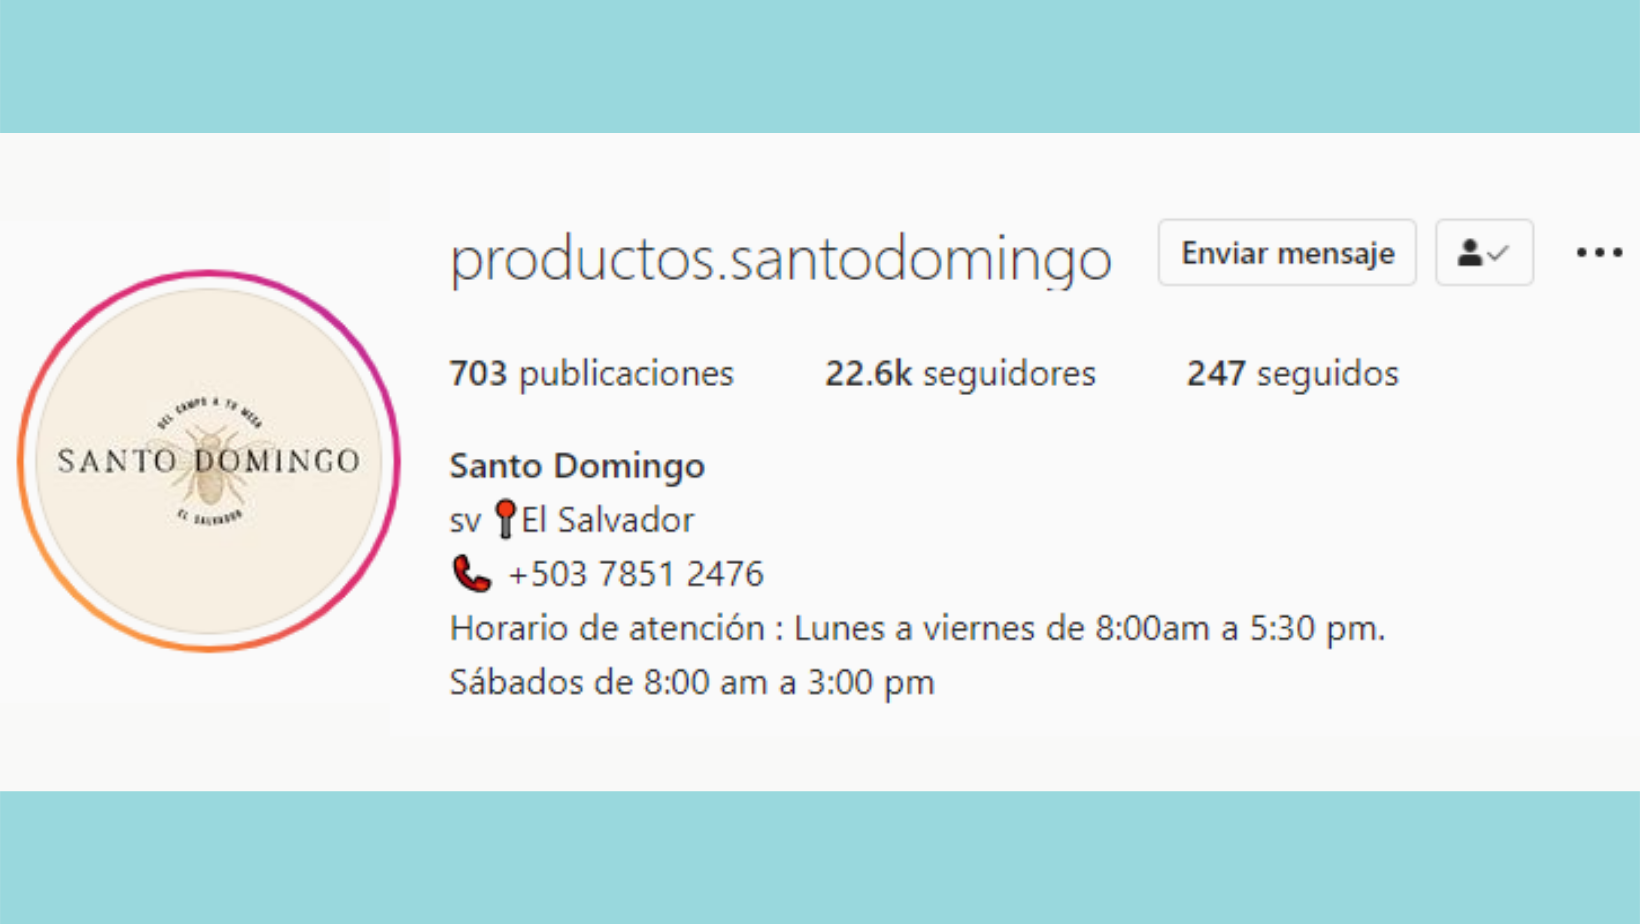 productos.santodomingo
Enviar mensaje
703 publicaciones 22.6k seguidores 247 seguidos
DEL CAMPO A TU MESA
SANTO DOMINGO
EL SALVADOR
Santo Domingo
sv 📍El Salvador
📞 +503 7851 2476
Horario de atención : Lunes a viernes de 8:00am a 5:30 pm.
Sábados de 8:00 am a 3:00 pm